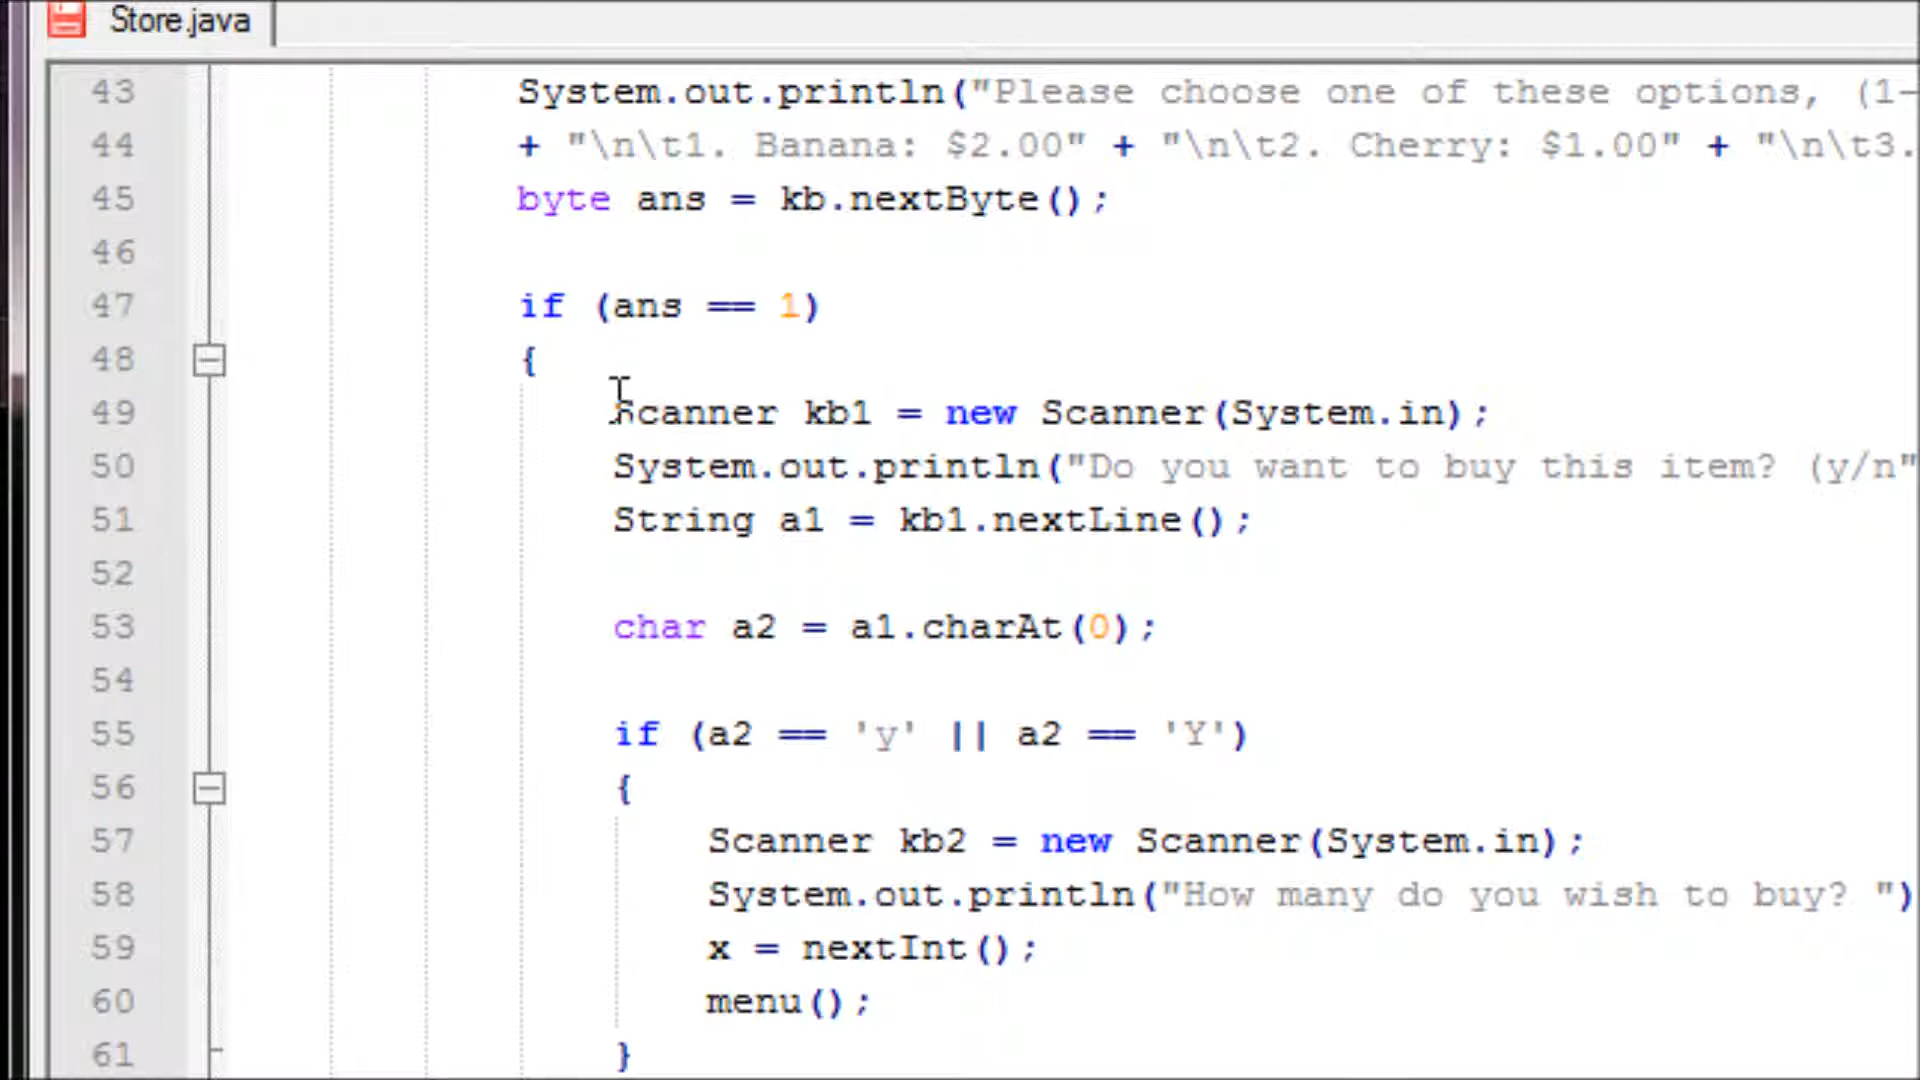 Store.java
43 System.out.println("Please choose one of these options, (1-
44 + "\n\t1. Banana: $2.00" + "\n\t2. Cherry: $1.00" + "\n\t3.
45 byte ans = kb.nextByte();
46
47 if (ans == 1)
48 {
49 Scanner kb1 = new Scanner(System.in);
50 System.out.println("Do you want to buy this item? (y/n"
51 String a1 = kb1.nextLine();
52
53 char a2 = a1.charAt(0);
54
55 if (a2 == 'y' || a2 == 'Y')
56 {
57 Scanner kb2 = new Scanner(System.in);
58 System.out.println("How many do you wish to buy? ")
59 x = nextInt();
60 menu();
61 }